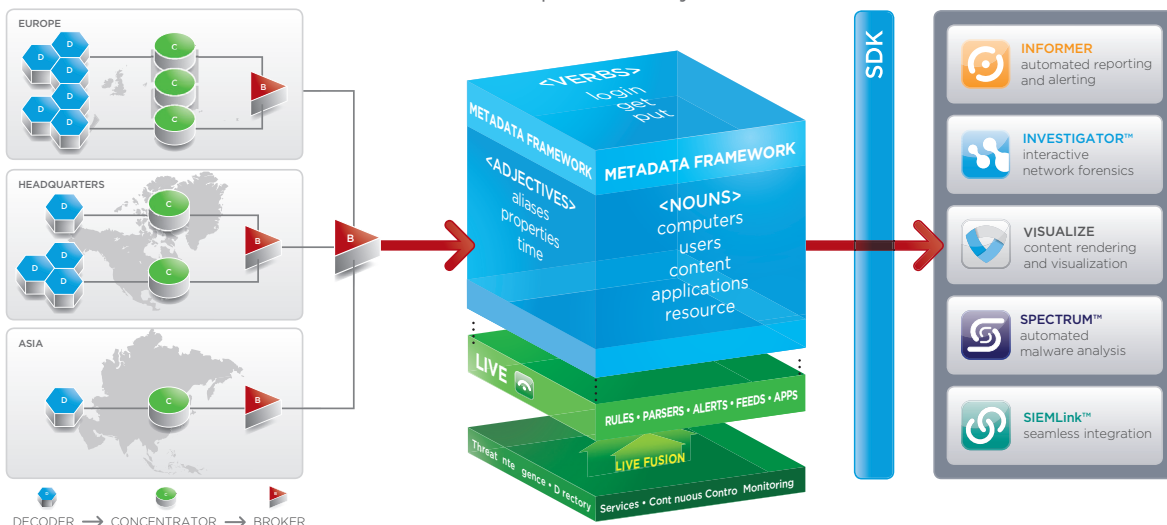 EUROPE
D
D
D
D
D
D
D
C
C
C
B
HEADQUARTERS
D
D
D
D
C
C
B
B
ASIA
D
C
B
D
C
B
DECODER → CONCENTRATOR → BROKER
<VERBS>
login
get
put
METADATA FRAMEWORK
<ADJECTIVES>
aliases
properties
time
METADATA FRAMEWORK
<NOUNS>
computers
users
content
applications
resource
LIVE
RULES • PARSERS • ALERTS • FEEDS • APPS
LIVE FUSION
Threat nte gence • D rectory
Services • Cont nuous Contro Monitoring
SDK
INFORMER
automated reporting
and alerting
INVESTIGATOR™
interactive
network forensics
VISUALIZE
content rendering
and visualization
SPECTRUM™
automated
malware analysis
SIEMLink™
seamless integration